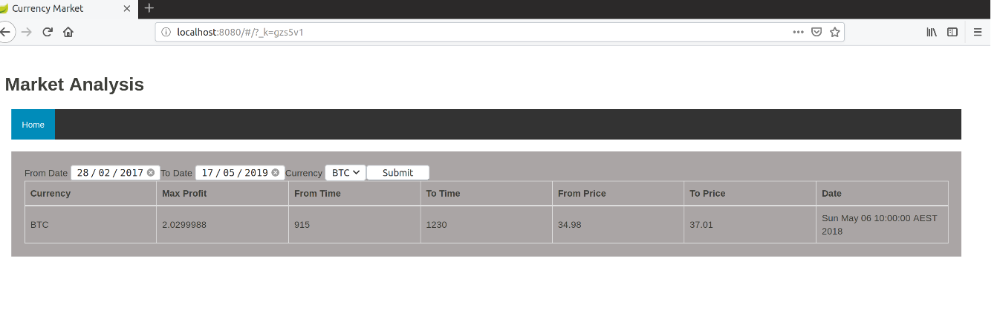 Currency Market
localhost:8080/#/?_k=gzs5v1
Market Analysis
Home
From Date 28 / 02 / 2017 To Date 17 / 05 / 2019 Currency BTC Submit
Currency Max Profit From Time To Time From Price To Price Date
BTC 2.0299988 915 1230 34.98 37.01 Sun May 06 10:00:00 AEST
2018